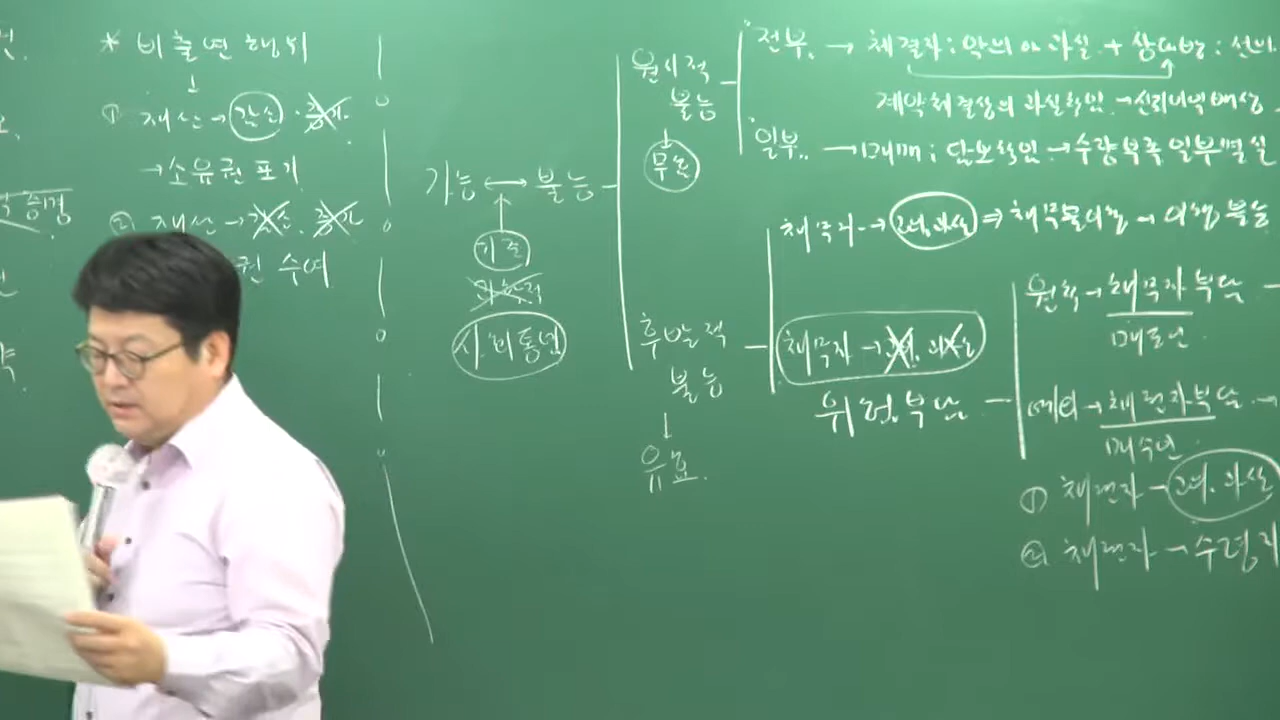 * 비출연행위
↓
① 재산→감소·증가
→소유권 포기
② 재산→감소·증가
권 수여
가능 ↔ 불능
기준
사회통념
원시적
불능
↓
무효
전부. → 체결자: 악의 or 과실 + 상대방: 선의
계약체결상의 과실책임.→신뢰이익배상
일부.. → 매매: 담보책임→수량부족 일부멸실
후발적
불능
↓
유효.
채무자→고의.과실 ⇒ 채무불이행→이행불능
채무자→고의.과실
위험부담
원칙→채무자부담
매도인.
예외→채권자부담→
매수인.
① 채권자→고의.과실
② 채권자→수령지